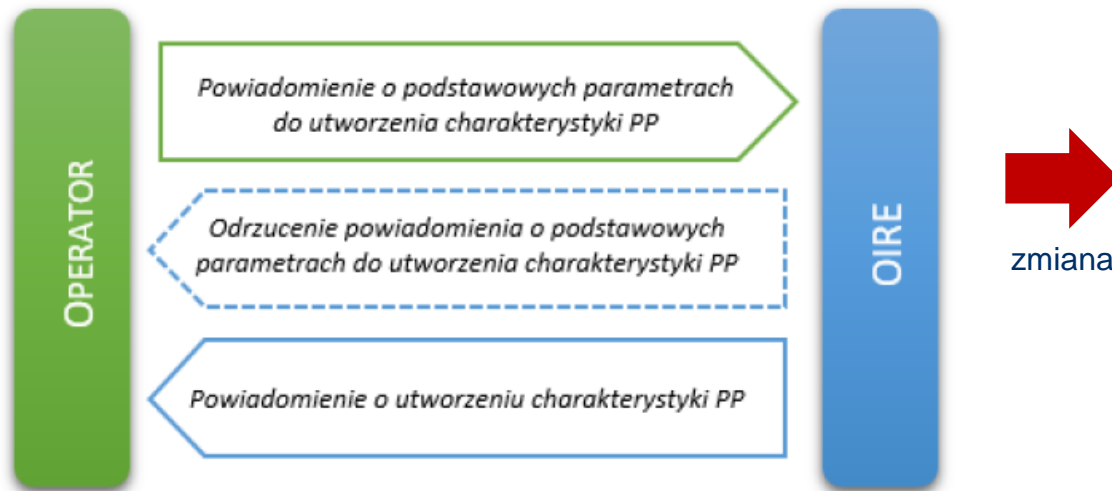 OPERATOR
Powiadomienie o podstawowych parametrach
do utworzenia charakterystyki PP
Odrzucenie powiadomienia o podstawowych
parametrach do utworzenia charakterystyki PP
Powiadomienie o utworzeniu charakterystyki PP
OIRE
zmiana